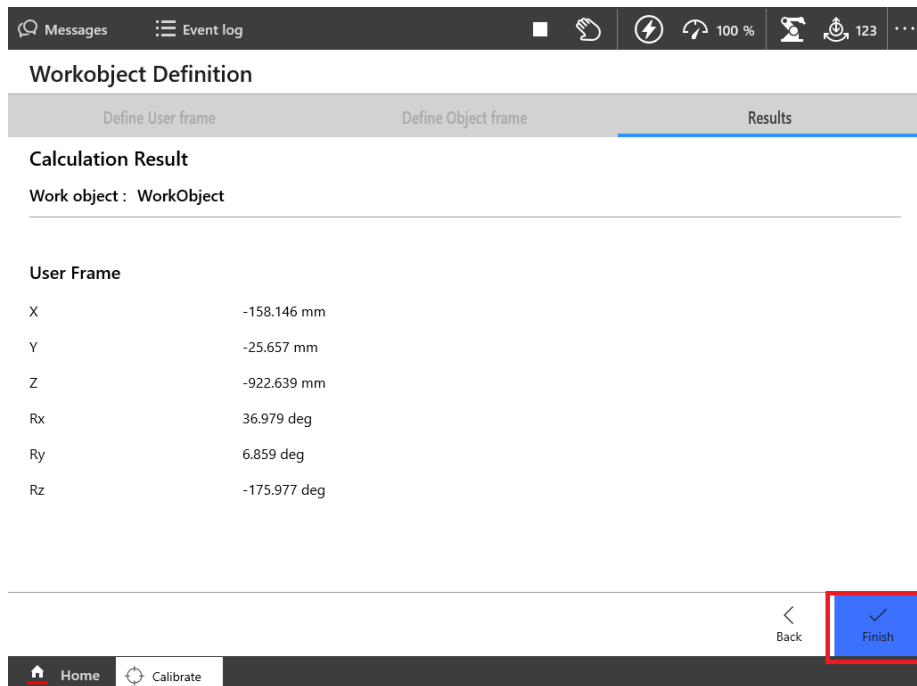 Messages Event log 100 % 123 ...
Workobject Definition
Define User frame Define Object frame Results
Calculation Result
Work object : WorkObject
User Frame
X -158.146 mm
Y -25.657 mm
Z -922.639 mm
Rx 36.979 deg
Ry 6.859 deg
Rz -175.977 deg
Back Finish
Home Calibrate